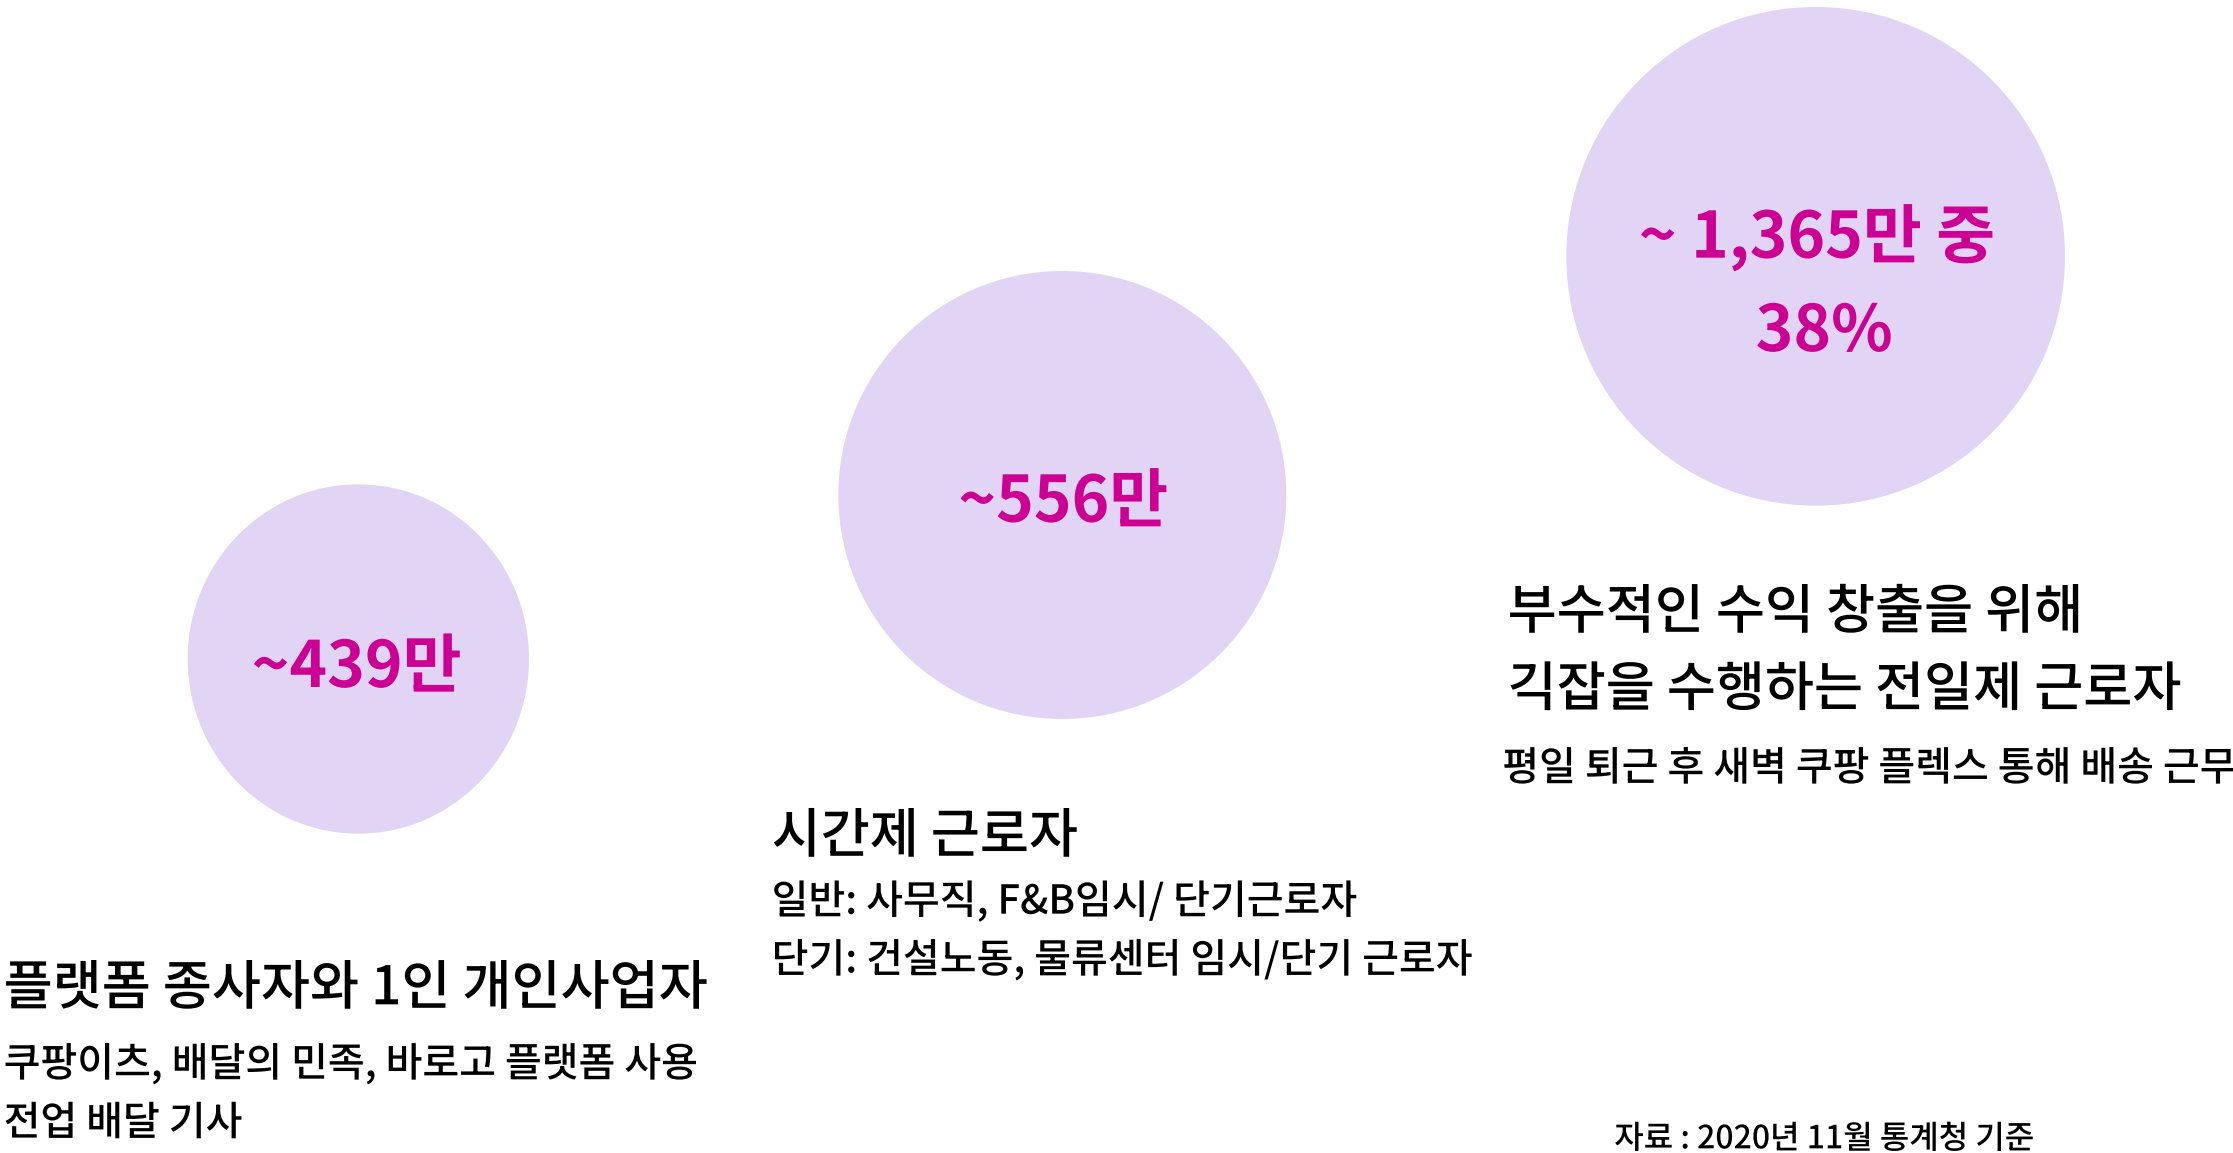 ~439만
플랫폼 종사자와 1인 개인사업자
쿠팡이츠, 배달의 민족, 바로고 플랫폼 사용
전업 배달 기사
~556만
시간제 근로자
일반: 사무직, F&B임시/ 단기근로자
단기: 건설노동, 물류센터 임시/단기 근로자
~ 1,365만 중
38%
부수적인 수익 창출을 위해
긱잡을 수행하는 전일제 근로자
평일 퇴근 후 새벽 쿠팡 플렉스 통해 배송 근무
자료 : 2020년 11월 통계청 기준